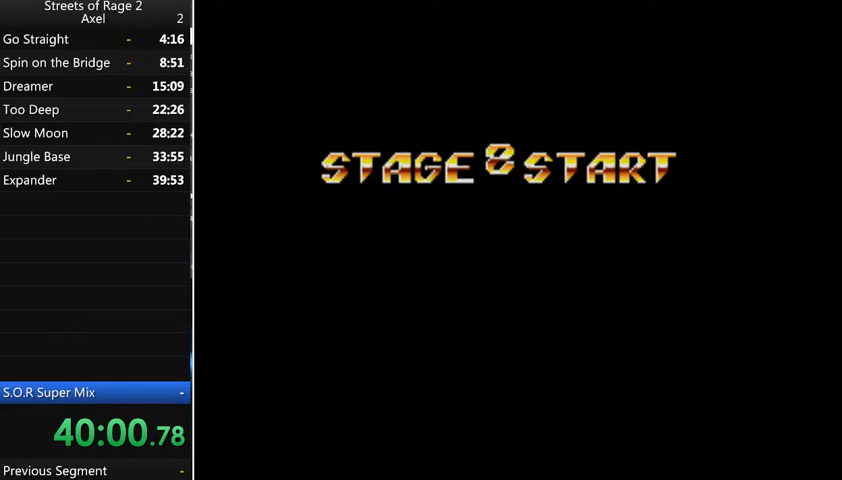 Streets of Rage 2
Axel 2
Go Straight - 4:16
Spin on the Bridge - 8:51
Dreamer - 15:09
Too Deep - 22:26
Slow Moon - 28:22
Jungle Base - 33:55
Expander - 39:53
S.O.R Super Mix -
40:00.78
Previous Segment -
STAGE 8 START